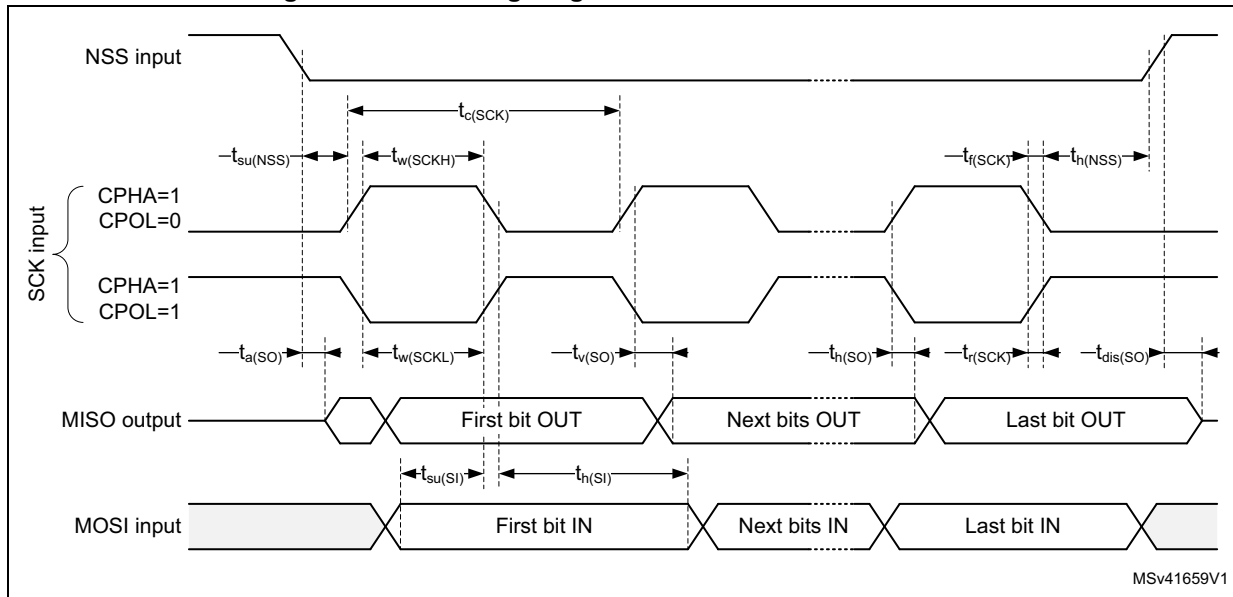 NSS input
tc(SCK)
tsu(NSS)
tw(SCKH)
tf(SCK)
th(NSS)
SCK input
CPHA=1
CPOL=0
CPHA=1
CPOL=1
ta(SO)
tw(SCKL)
tv(SO)
th(SO)
tr(SCK)
tdis(SO)
MISO output
First bit OUT
Next bits OUT
Last bit OUT
tsu(SI)
th(SI)
MOSI input
First bit IN
Next bits IN
Last bit IN
MSv41659V1